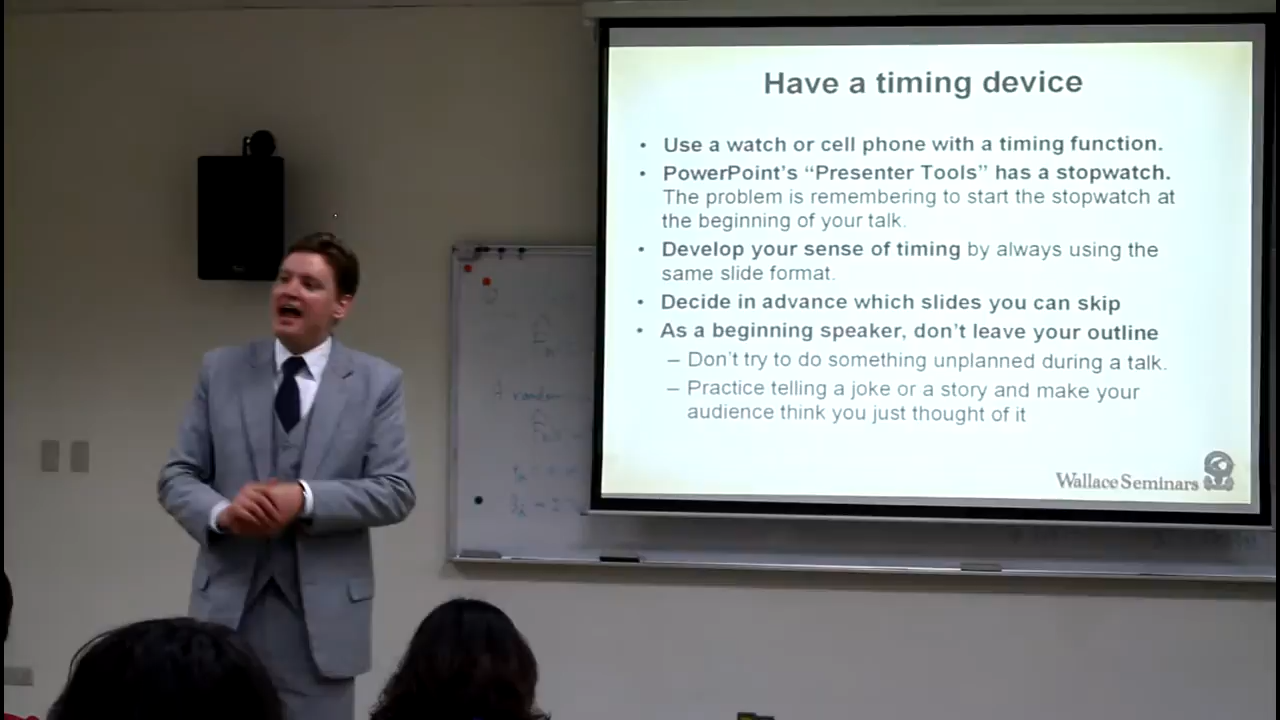 Have a timing device
• Use a watch or cell phone with a timing function.
• PowerPoint's “Presenter Tools” has a stopwatch.
The problem is remembering to start the stopwatch at
the beginning of your talk.
• Develop your sense of timing by always using the
same slide format.
• Decide in advance which slides you can skip
• As a beginning speaker, don't leave your outline
– Don't try to do something unplanned during a talk.
– Practice telling a joke or a story and make your
audience think you just thought of it
Wallace Seminars
random